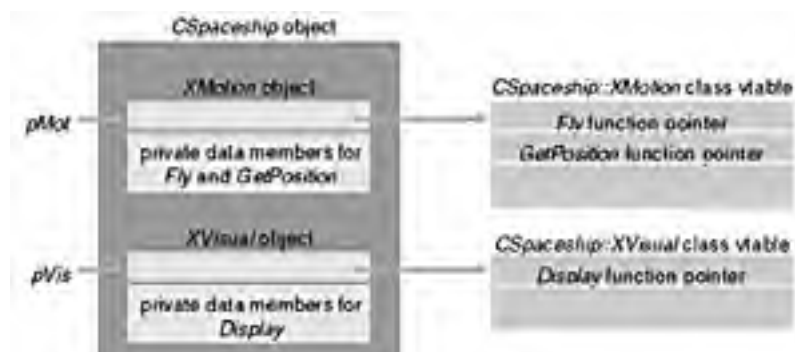 CSpaceship object
XMotion object
pMot
private data members for
Fly and GetPosition
XVisual object
pVis
private data members for
Display
CSpaceship::XMotion class vtable
Fly function pointer
GetPosition function pointer
CSpaceship::XVisual class vtable
Display function pointer